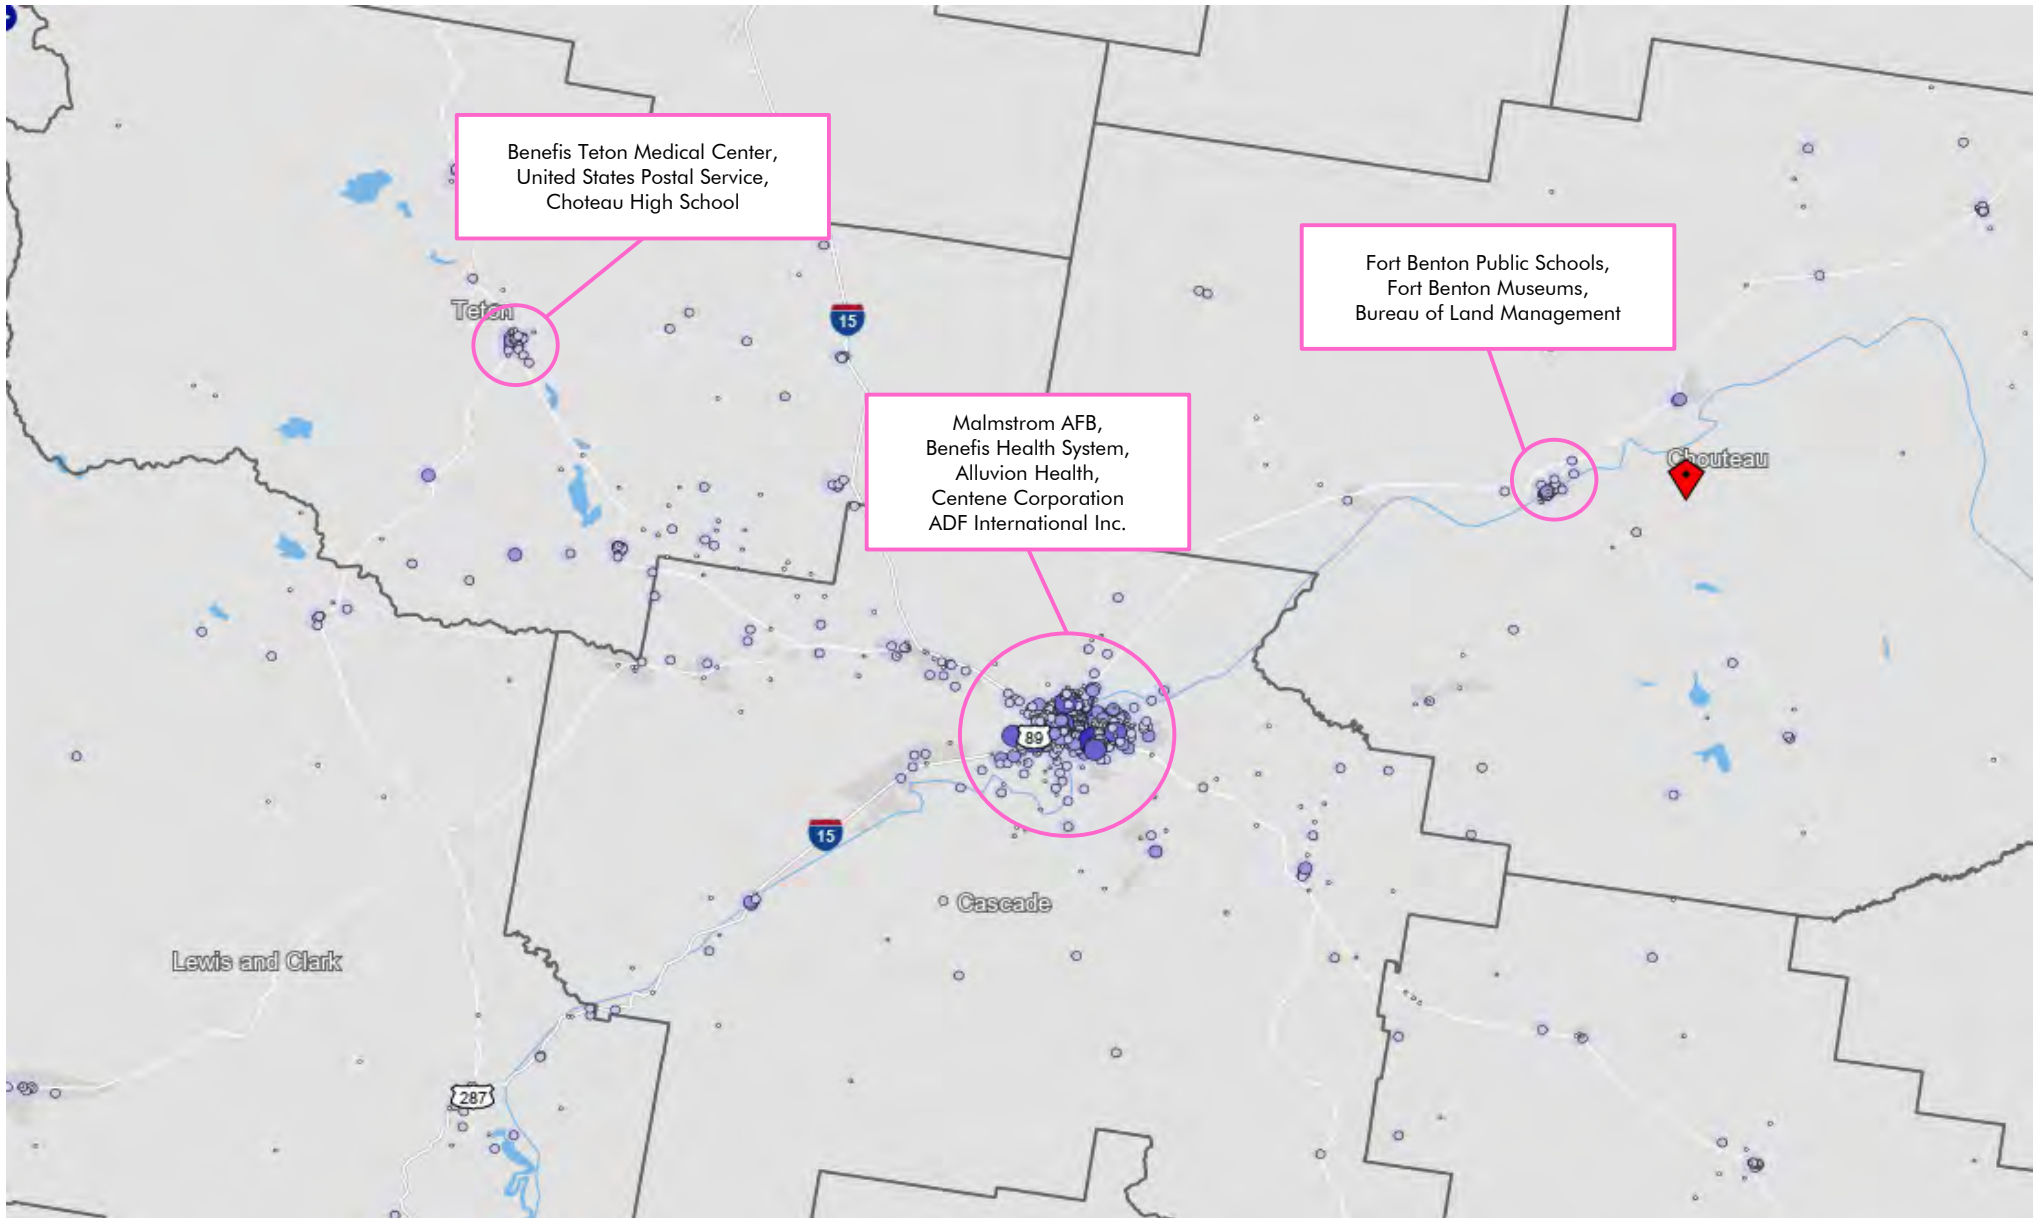 Benefis Teton Medical Center,
United States Postal Service,
Choteau High School
Fort Benton Public Schools,
Fort Benton Museums,
Bureau of Land Management
Teton
15
Malmstrom AFB,
Benefis Health System,
Alluvion Health,
Centene Corporation
ADF International Inc.
Chouteau
89
15
Cascade
Lewis and Clark
287